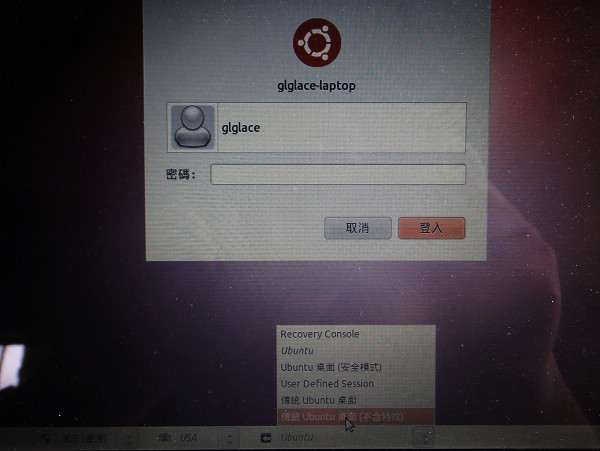 glglace-laptop
glglace
密碼：
取消 登入
Recovery Console
Ubuntu
Ubuntu 桌面 (安全模式)
User Defined Session
傳統 Ubuntu 桌面
傳統 Ubuntu 桌面 (不含特效)
USA Ubuntu